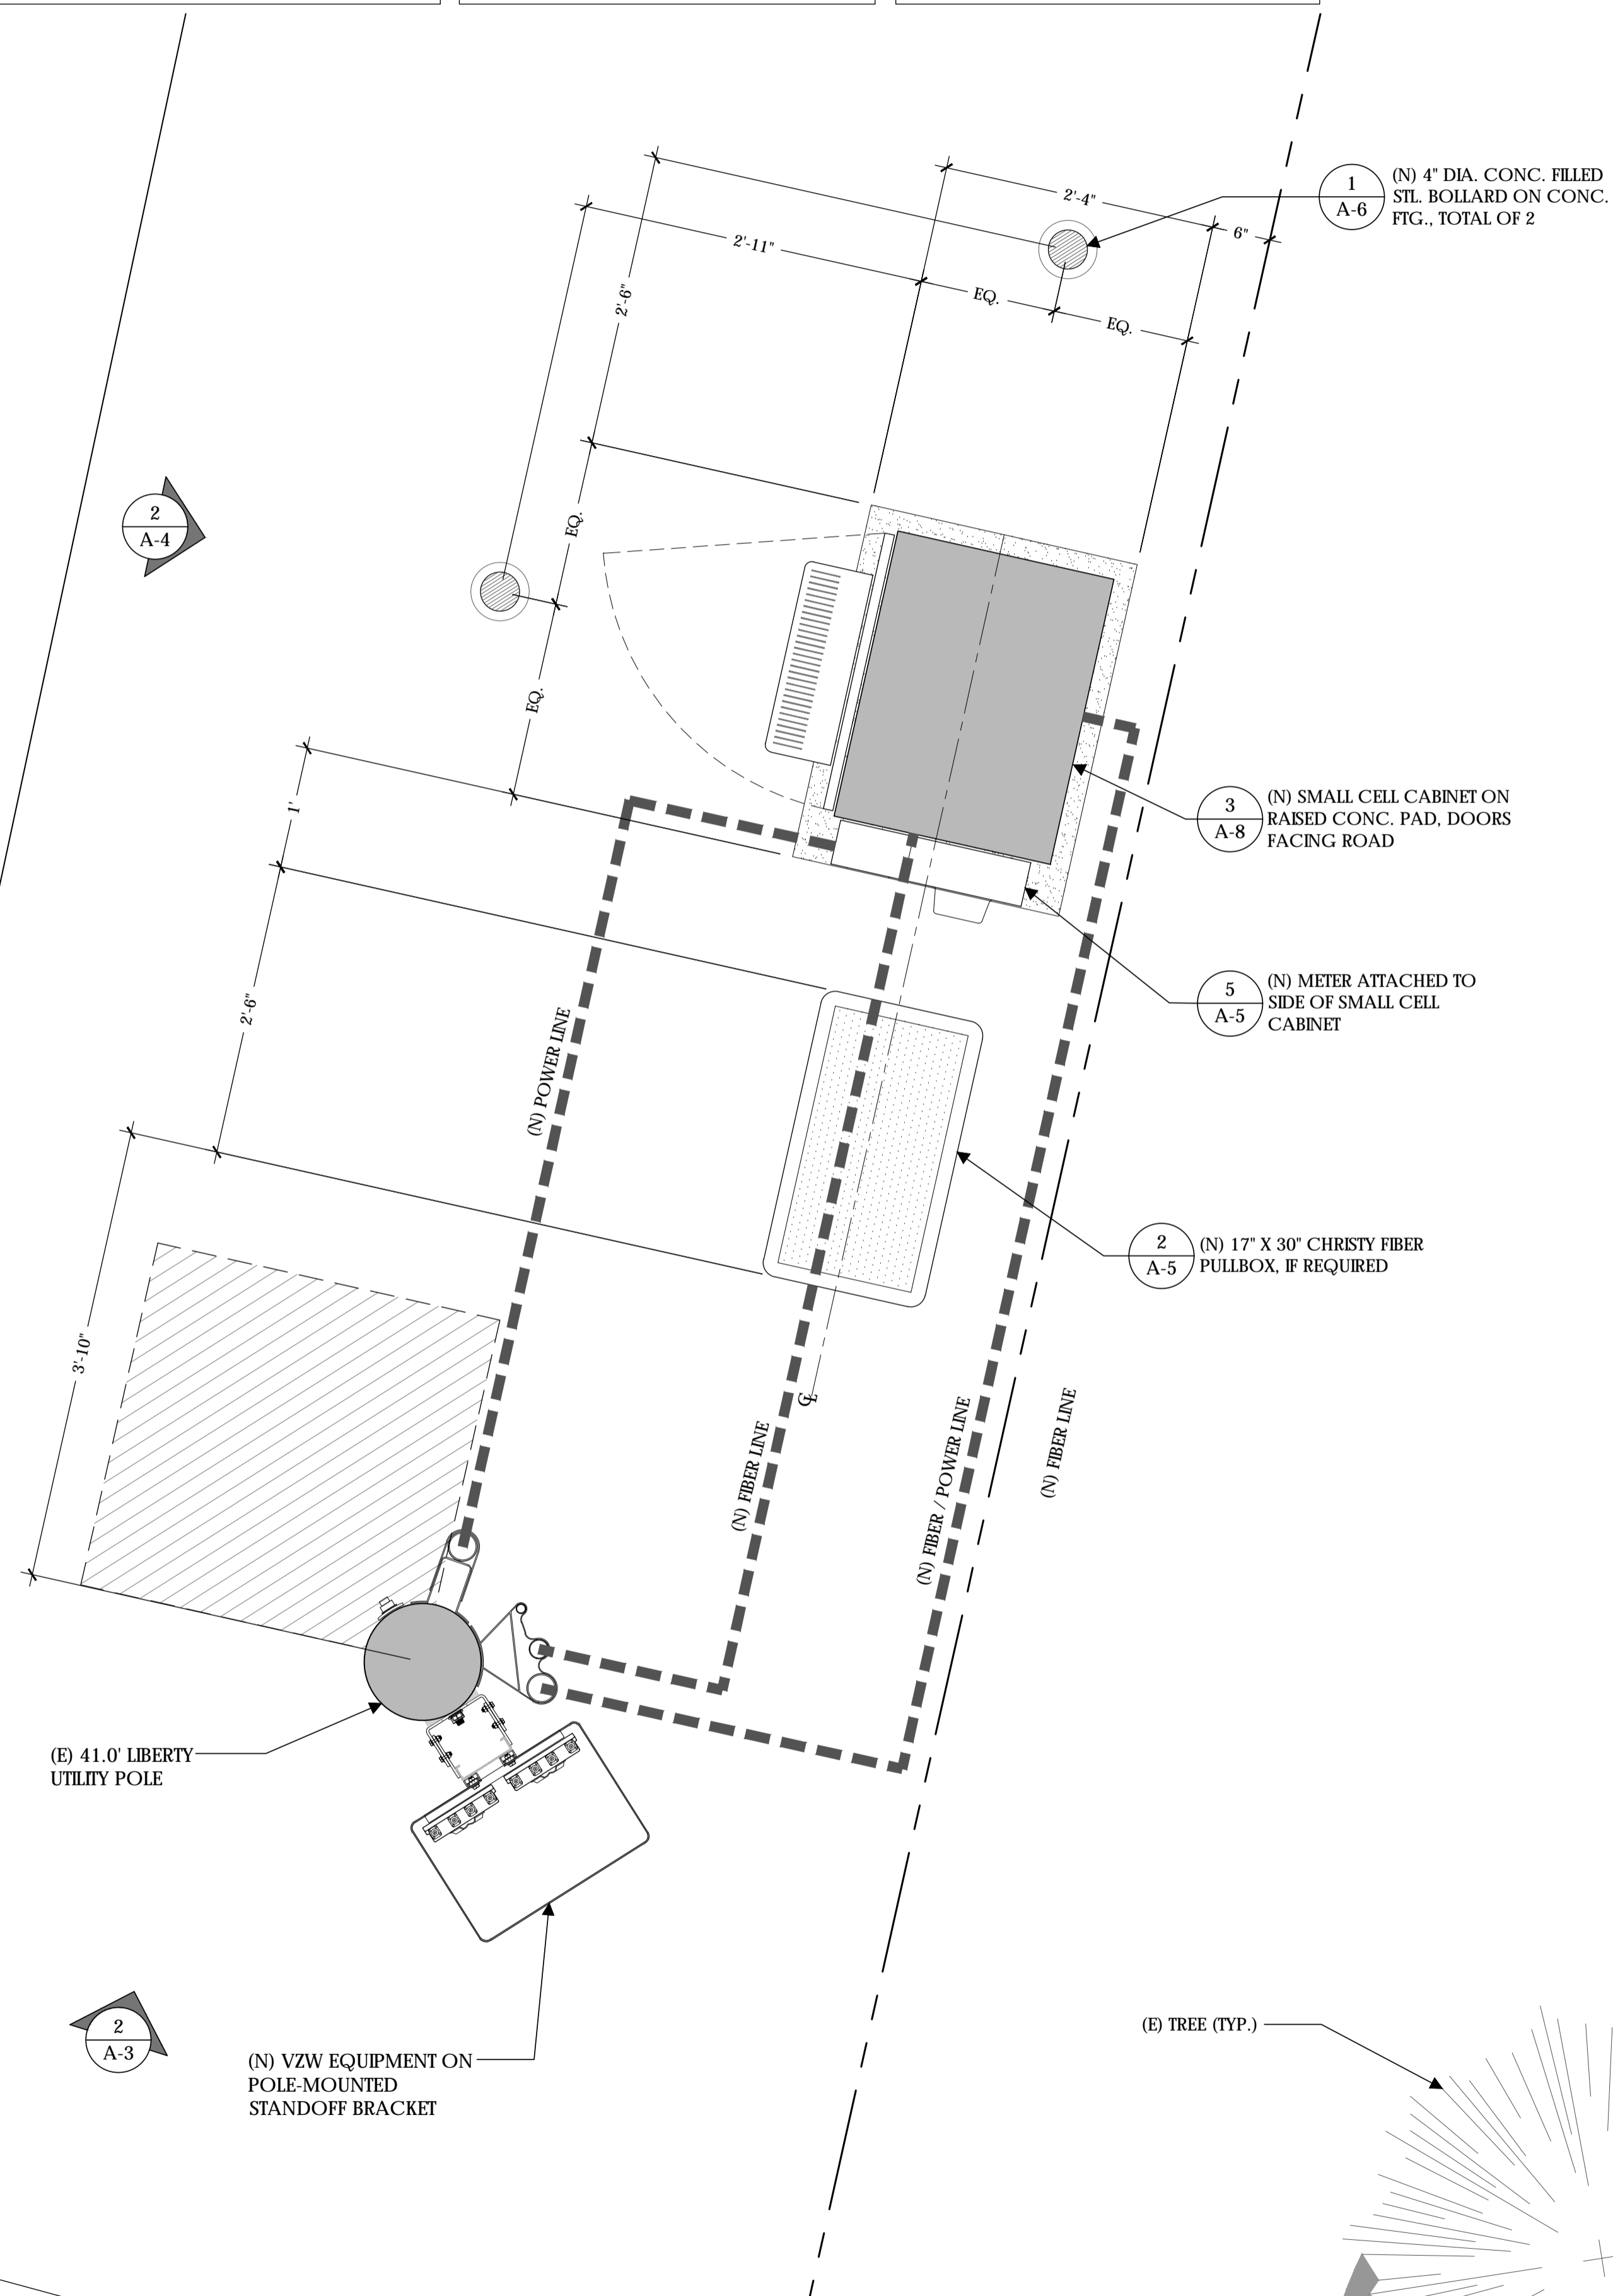 1
A-6
(N) 4" DIA. CONC. FILLED
STL. BOLLARD ON CONC.
FTG., TOTAL OF 2
2'-4"
6"
2'-11"
EQ.
EQ.
2'-6"
2
A-4
EQ.
EQ.
1'
3
A-8
(N) SMALL CELL CABINET ON
RAISED CONC. PAD, DOORS
FACING ROAD
5
A-5
(N) METER ATTACHED TO
SIDE OF SMALL CELL
CABINET
2'-6"
(N) POWER LINE
2
A-5
(N) 17" X 30" CHRISTY FIBER
PULLBOX, IF REQUIRED
3'-10"
CL
(N) FIBER LINE
(N) FIBER / POWER LINE
(N) FIBER LINE
(E) 41.0' LIBERTY
UTILITY POLE
2
A-3
(N) VZW EQUIPMENT ON
POLE-MOUNTED
STANDOFF BRACKET
(E) TREE (TYP.)